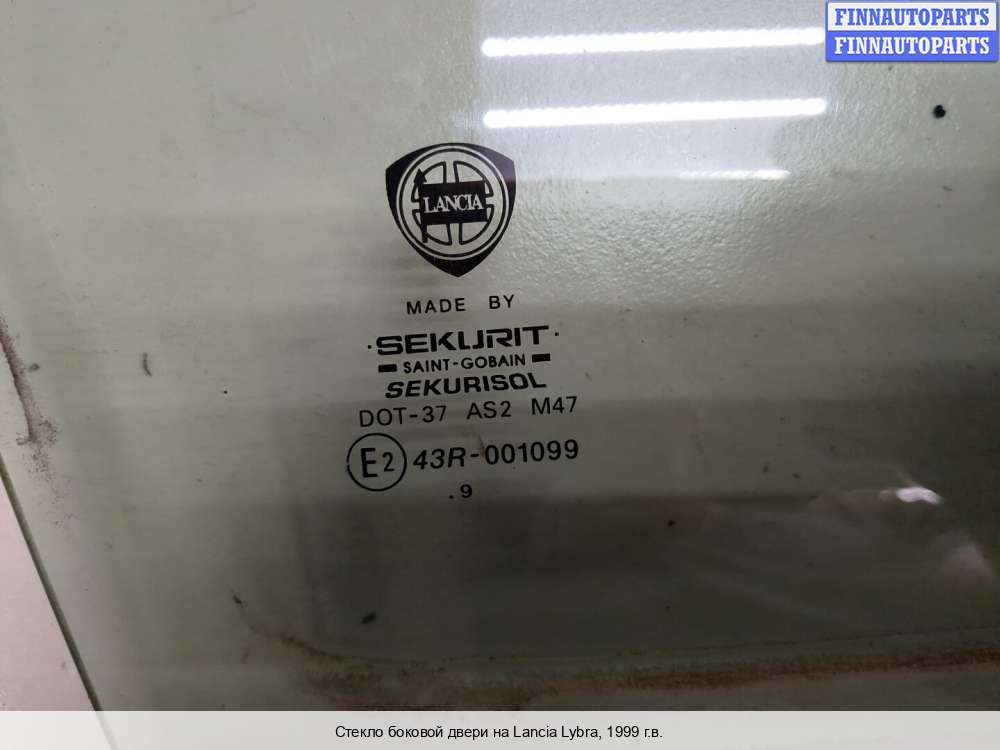 FINNAUTOPARTS
FINNAUTOPARTS
LANCIA
MADE BY
·SEKURIT·
SAINT-GOBAIN
SEKURISOL
DOT-37 AS2 M47
E2 43R-001099
.9
Стекло боковой двери на Lancia Lybra, 1999 г.в.